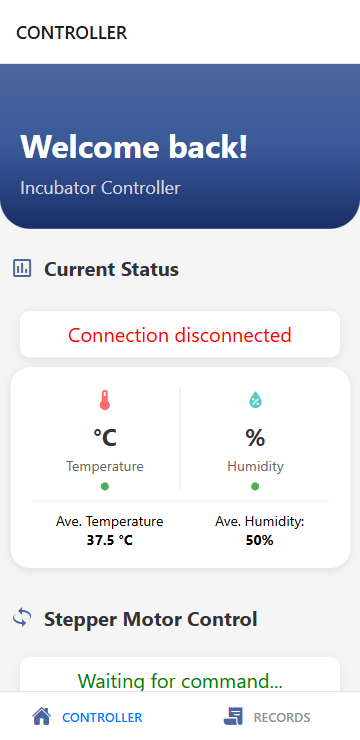 CONTROLLER
Welcome back!
Incubator Controller
Current Status
Connection disconnected
°C
%
Temperature
Humidity
Ave. Temperature
37.5 °C
Ave. Humidity:
50%
Stepper Motor Control
Waiting for command...
CONTROLLER
RECORDS